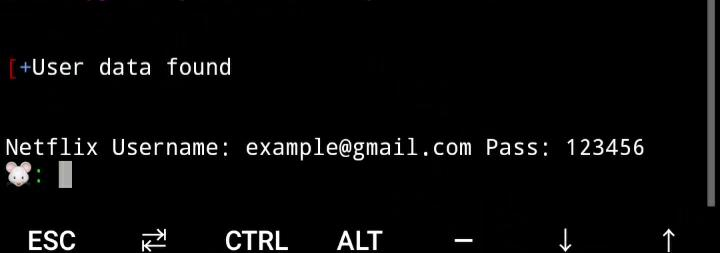 [+User data found
Netflix Username: example@gmail.com Pass: 123456
🐭:
ESC ⇄ CTRL ALT — ↓ ↑